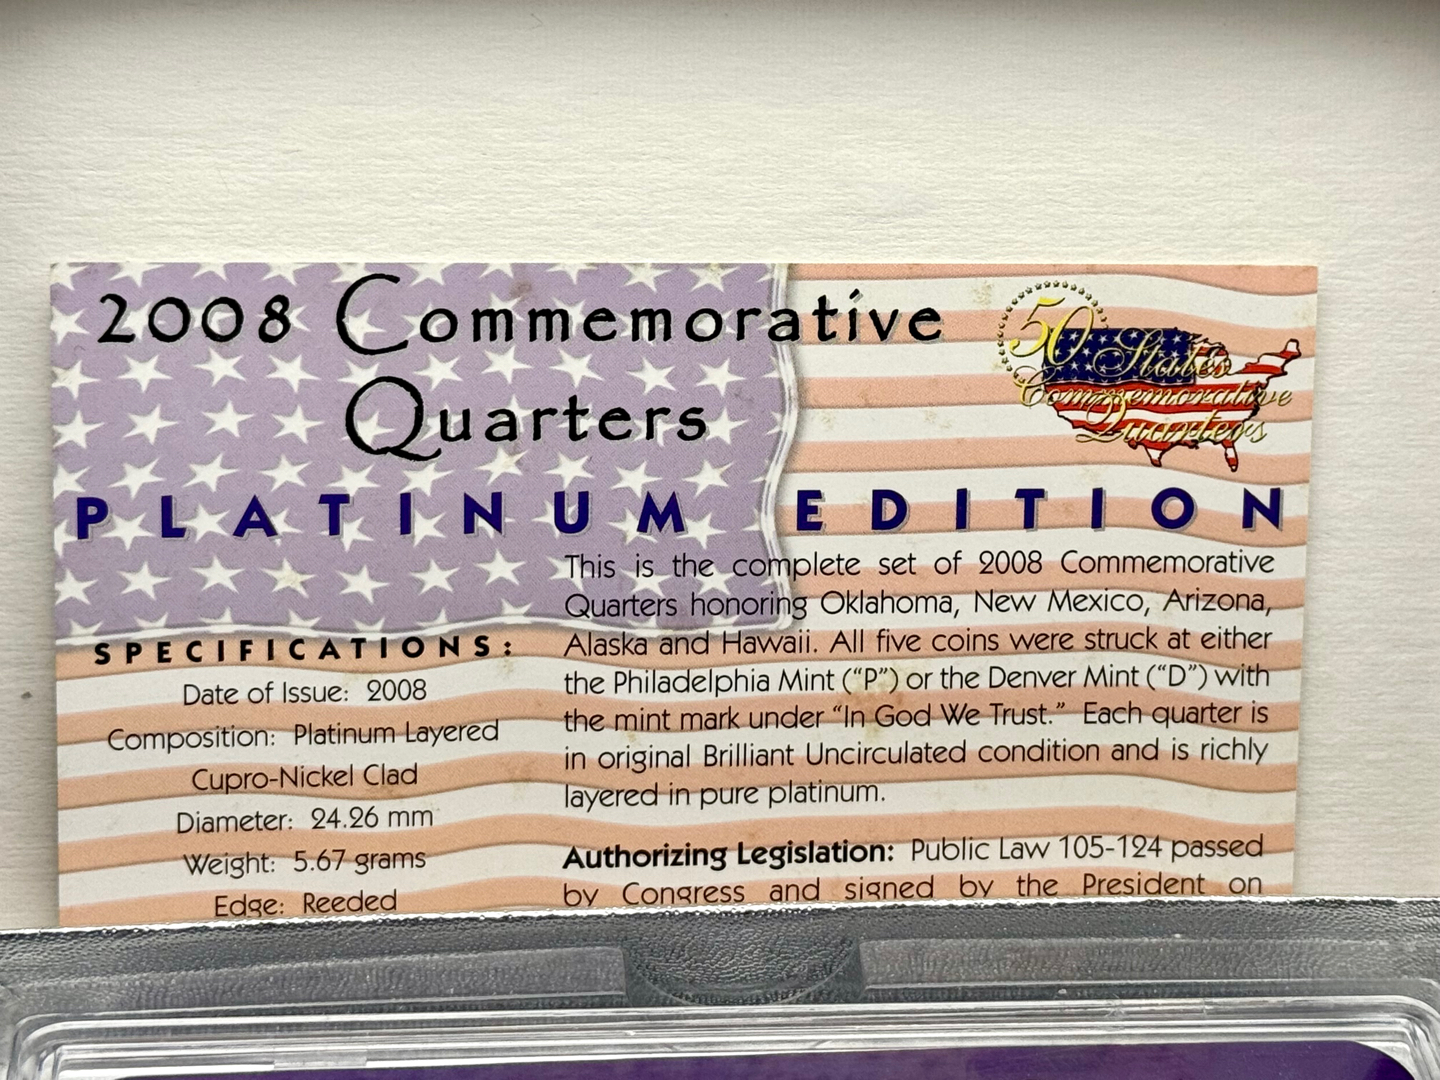 2008 Commemorative
Quarters
50 States
Commemorative
Quarters
PLATINUM EDITION
SPECIFICATIONS:
Date of Issue: 2008
Composition: Platinum Layered
Cupro-Nickel Clad
Diameter: 24.26 mm
Weight: 5.67 grams
Edge: Reeded
This is the complete set of 2008 Commemorative
Quarters honoring Oklahoma, New Mexico, Arizona,
Alaska and Hawaii. All five coins were struck at either
the Philadelphia Mint (“P”) or the Denver Mint (“D”) with
the mint mark under “In God We Trust.” Each quarter is
in original Brilliant Uncirculated condition and is richly
layered in pure platinum.
Authorizing Legislation: Public Law 105-124 passed
by Congress and signed by the President on